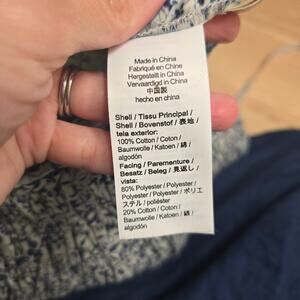 Made in China
Fabriqué en Chine
Hergestellt in China
Vervaardigd in China
中国製
hecho en china
Shell / Tissu Principal /
Shell / Bovenstof / 表地 /
tela exterior:
100% Cotton / Coton /
Baumwolle / Katoen / 綿 /
algodón
Facing / Parementure /
Besatz / Beleg / 見返し /
vista:
80% Polyester / Polyester /
Polyester / Polyester / ポリエ
ステル / poliéster
20% Cotton / Coton /
Baumwolle / Katoen / 綿 /
algodón